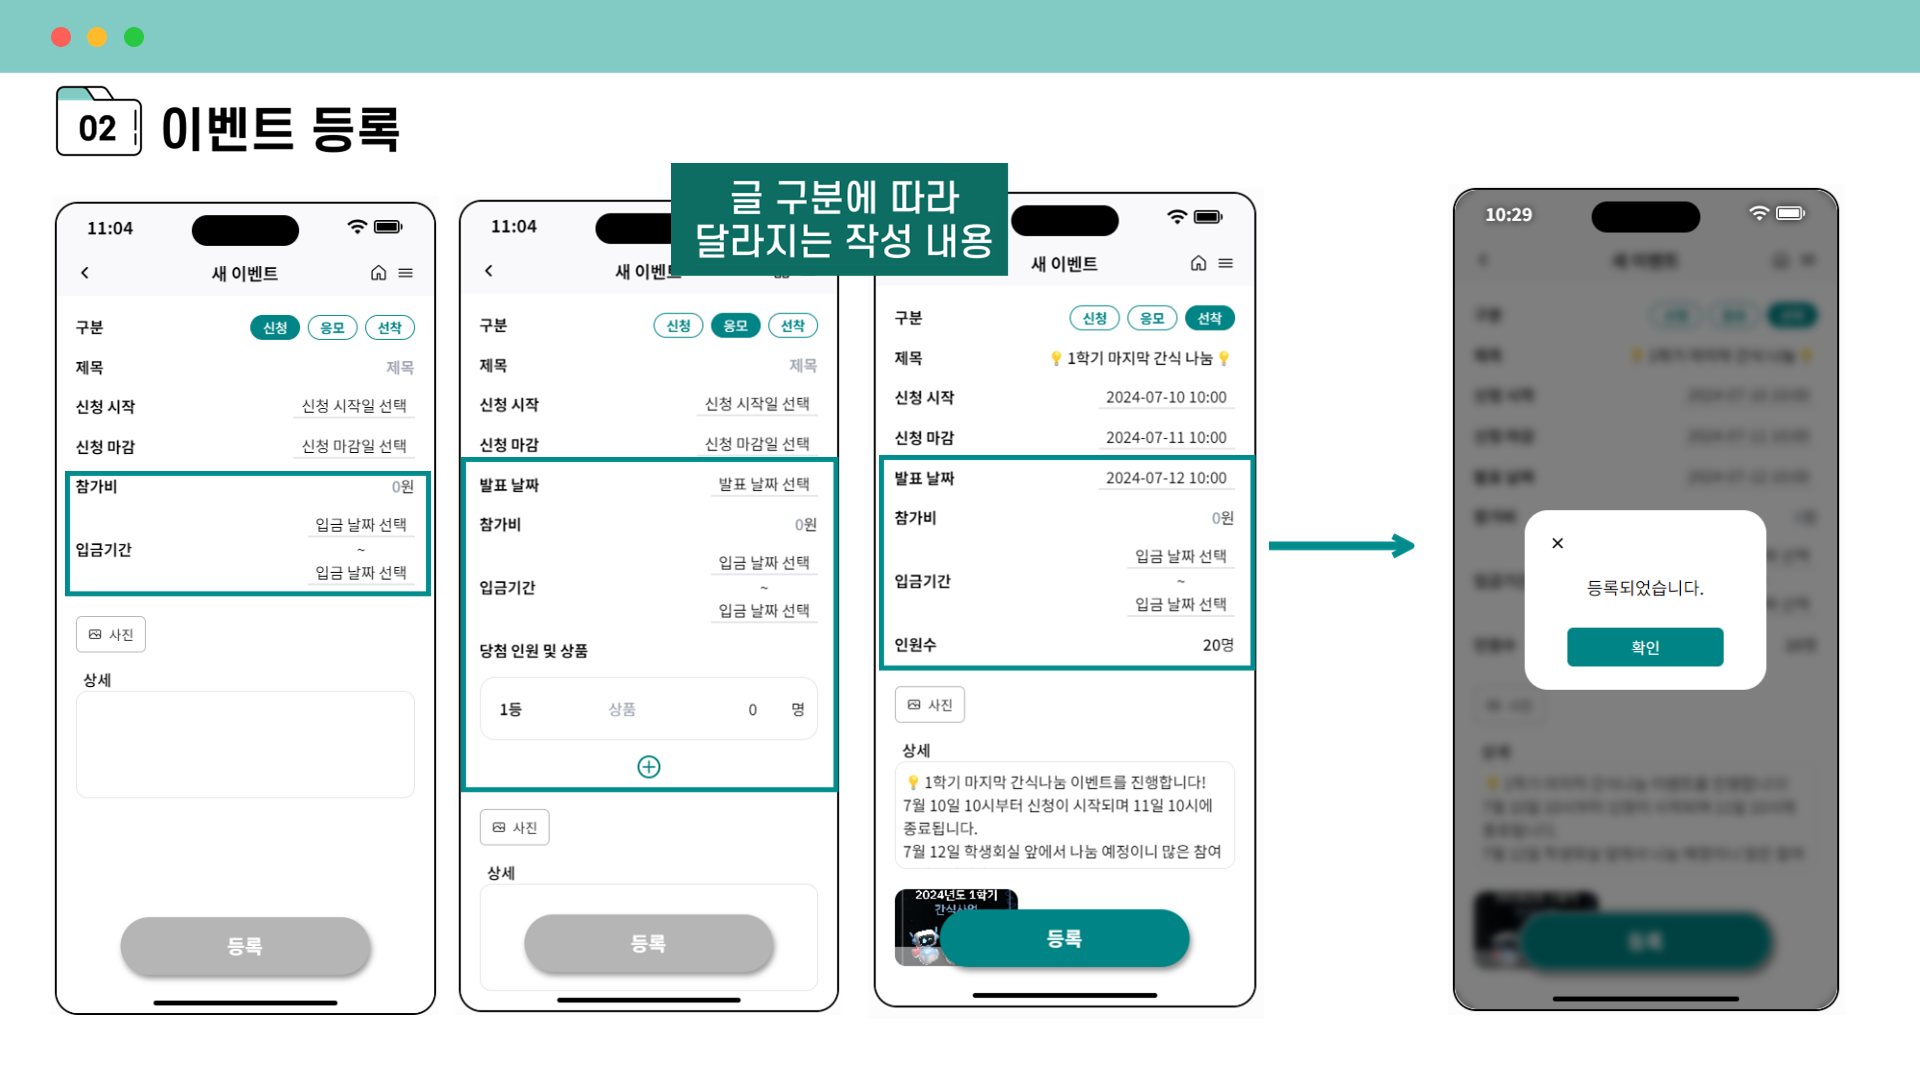 02 이벤트 등록
글 구분에 따라
달라지는 작성 내용
11:04
새 이벤트
구분 신청 응모 선착
제목 제목
신청 시작 신청 시작일 선택
신청 마감 신청 마감일 선택
참가비 0원
입금 날짜 선택
입금기간 ~
입금 날짜 선택
사진
상세
등록
11:04
새 이벤트
구분 신청 응모 선착
제목 제목
신청 시작 신청 시작일 선택
신청 마감 신청 마감일 선택
발표 날짜 발표 날짜 선택
참가비 0원
입금 날짜 선택
입금기간 ~
입금 날짜 선택
당첨 인원 및 상품
1등 상품 0 명
사진
상세
등록
새 이벤트
구분 신청 응모 선착
제목 💡 1학기 마지막 간식 나눔 💡
신청 시작 2024-07-10 10:00
신청 마감 2024-07-11 10:00
발표 날짜 2024-07-12 10:00
참가비 0원
입금 날짜 선택
입금기간 ~
입금 날짜 선택
인원수 20명
사진
상세
💡 1학기 마지막 간식나눔 이벤트를 진행합니다!
7월 10일 10시부터 신청이 시작되며 11일 10시에
종료됩니다.
7월 12일 학생회실 앞에서 나눔 예정이니 많은 참여
2024년도 1학기
간식사업
등록
10:29
등록되었습니다.
확인